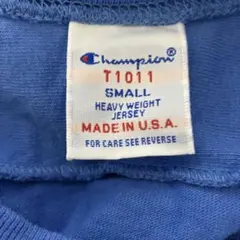 Champion
T1011
SMALL
HEAVY WEIGHT
JERSEY
MADE IN U.S.A.
FOR CARE SEE REVERSE